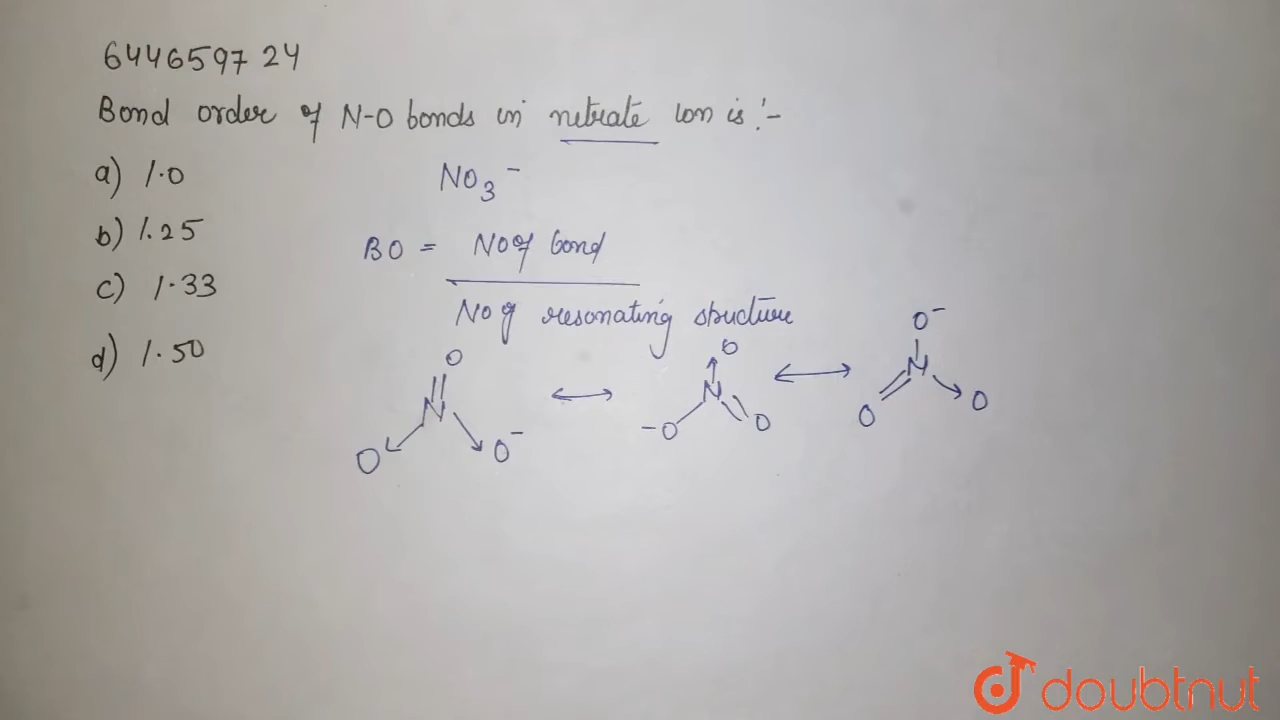 644659724
Bond order of N-O bonds in netrate ion is :-
a) 1.0
NO3-
b) 1.25
BO = No of bond
c) 1.33
No of resonating structure
d) 1.50
O
N
O
O-
O
N
-O
O
O-
N
O
O
doubtnut